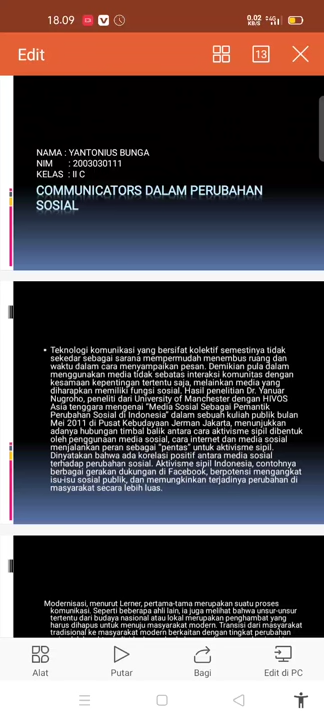 18.09
0.02
KB/S
4G
Edit
13
NAMA : YANTONIUS BUNGA
NIM : 2003030111
KELAS : II C
COMMUNICATORS DALAM PERUBAHAN
SOSIAL
• Teknologi komunikasi yang bersifat kolektif semestinya tidak
sekedar sebagai sarana mempermudah menembus ruang dan
waktu dalam cara menyampaikan pesan. Demikian pula dalam
menggunakan media tidak sebatas interaksi komunitas dengan
kesamaan kepentingan tertentu saja, melainkan media yang
diharapkan memiliki fungsi sosial. Hasil penelitian Dr. Yanuar
Nugroho, peneliti dari University of Manchester dengan HIVOS
Asia tenggara mengenai "Media Sosial Sebagai Pemantik
Perubahan Sosial di Indonesia" dalam sebuah kuliah publik bulan
Mei 2011 di Pusat Kebudayaan Jerman Jakarta, menunjukkan
adanya hubungan timbal balik antara cara aktivisme sipil dibentuk
oleh penggunaan media sosial, cara internet dan media sosial
menjalankan peran sebagai "pentas" untuk aktivisme sipil.
Dinyatakan bahwa ada korelasi positif antara media sosial
terhadap perubahan sosial. Aktivisme sipil Indonesia, contohnya
berbagai gerakan dukungan di Facebook, berpotensi mengangkat
isu-isu sosial publik, dan memungkinkan terjadinya perubahan di
masyarakat secara lebih luas.
Modernisasi, menurut Lerner, pertama-tama merupakan suatu proses
komunikasi. Seperti beberapa ahli lain, ia juga melihat bahwa unsur-unsur
tertentu dari budaya nasional atau lokal merupakan penghambat yang
harus dihapus untuk menuju masyarakat modern. Transisi dari masyarakat
tradisional ke masyarakat modern berkaitan dengan tingkat perubahan
Alat
Putar
Bagi
Edit di PC